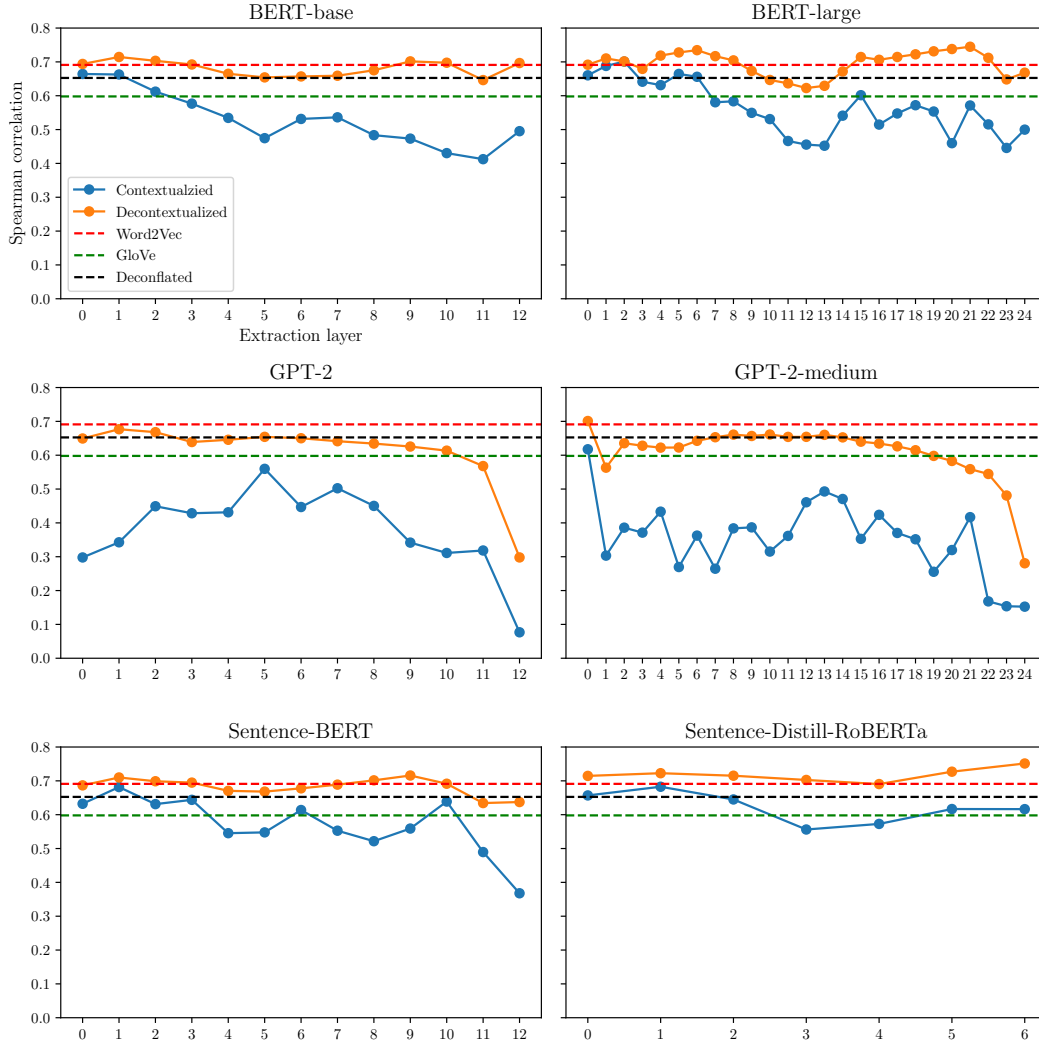 BERT-base
BERT-large
Spearman correlation
0.8
0.7
0.6
0.5
0.4
0.3
0.2
0.1
0.0
Contextualzied
Decontextualized
Word2Vec
GloVe
Deconflated
0 1 2 3 4 5 6 7 8 9 10 11 12
0 1 2 3 4 5 6 7 8 9 10 11 12 13 14 15 16 17 18 19 20 21 22 23 24
Extraction layer
GPT-2
GPT-2-medium
0.8
0.7
0.6
0.5
0.4
0.3
0.2
0.1
0.0
0 1 2 3 4 5 6 7 8 9 10 11 12
0 1 2 3 4 5 6 7 8 9 10 11 12 13 14 15 16 17 18 19 20 21 22 23 24
Sentence-BERT
Sentence-Distill-RoBERTa
0.8
0.7
0.6
0.5
0.4
0.3
0.2
0.1
0.0
0 1 2 3 4 5 6 7 8 9 10 11 12
0 1 2 3 4 5 6